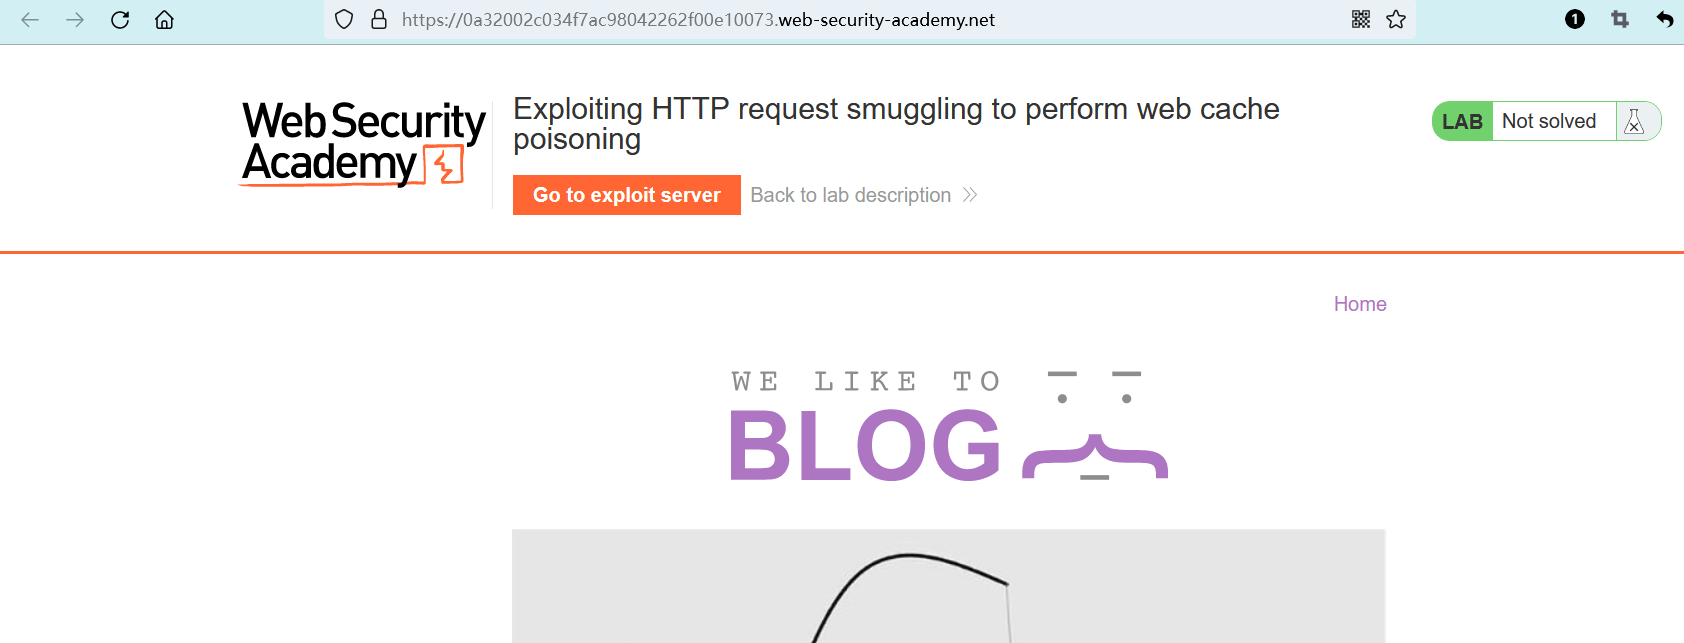 https://0a32002c034f7ac98042262f00e10073.web-security-academy.net
1
Web Security
Academy
Exploiting HTTP request smuggling to perform web cache
poisoning
LAB Not solved
Go to exploit server
Back to lab description
Home
WE LIKE TO
BLOG